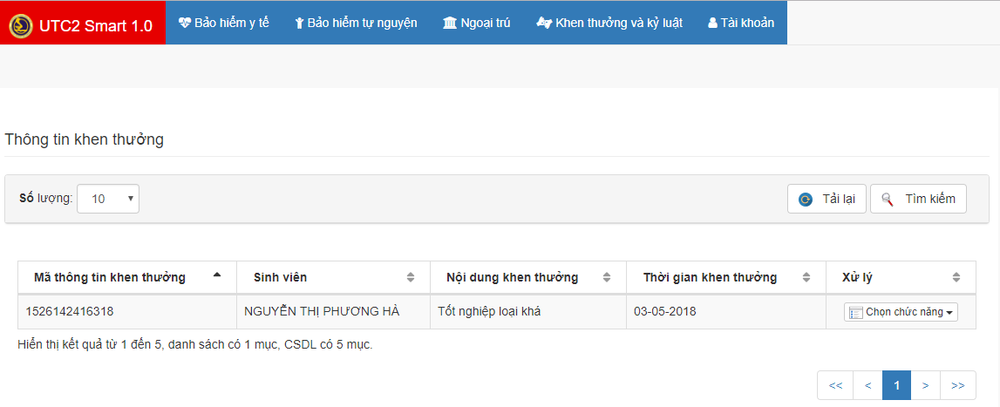 UTC2 Smart 1.0 Bảo hiểm y tế Bảo hiểm tự nguyện Ngoại trú Khen thưởng và kỷ luật Tài khoản
Thông tin khen thưởng
Số lượng: 10 Tải lại Tìm kiếm
Mã thông tin khen thưởng Sinh viên Nội dung khen thưởng Thời gian khen thưởng Xử lý
1526142416318 NGUYỄN THỊ PHƯƠNG HÀ Tốt nghiệp loại khá 03-05-2018 Chọn chức năng
Hiển thị kết quả từ 1 đến 5, danh sách có 1 mục, CSDL có 5 mục.
<< < 1 > >>